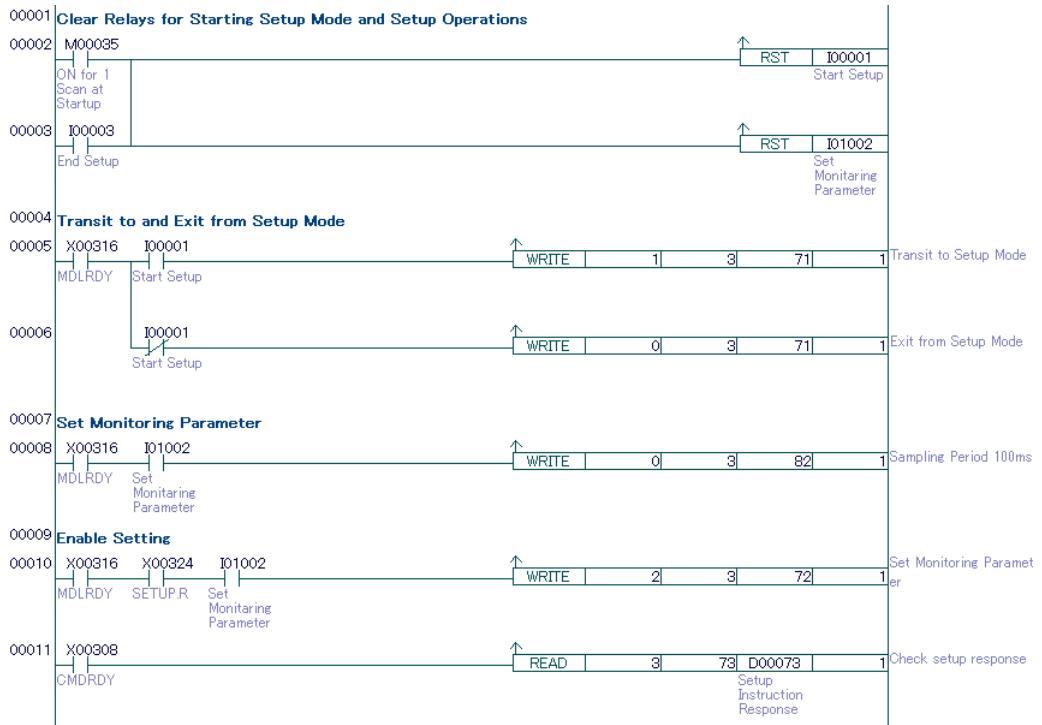 00001 Clear Relays for Starting Setup Mode and Setup Operations
00002 M00035
RST I00001
ON for 1
Scan at
Startup
Start Setup
00003 I00003
RST I01002
End Setup
Set
Monitaring
Parameter
00004 Transit to and Exit from Setup Mode
00005 X00316 I00001
WRITE 1 3 71 1 Transit to Setup Mode
MDLRDY Start Setup
00006 I00001
WRITE 0 3 71 1 Exit from Setup Mode
Start Setup
00007 Set Monitoring Parameter
00008 X00316 I01002
WRITE 0 3 82 1 Sampling Period 100ms
MDLRDY Set
Monitaring
Parameter
00009 Enable Setting
00010 X00316 X00324 I01002
WRITE 2 3 72 1 Set Monitoring Paramet
er
MDLRDY SETUP.R Set
Monitaring
Parameter
00011 X00308
READ 3 73 D00073 1 Check setup response
CMDRDY
Setup
Instruction
Response